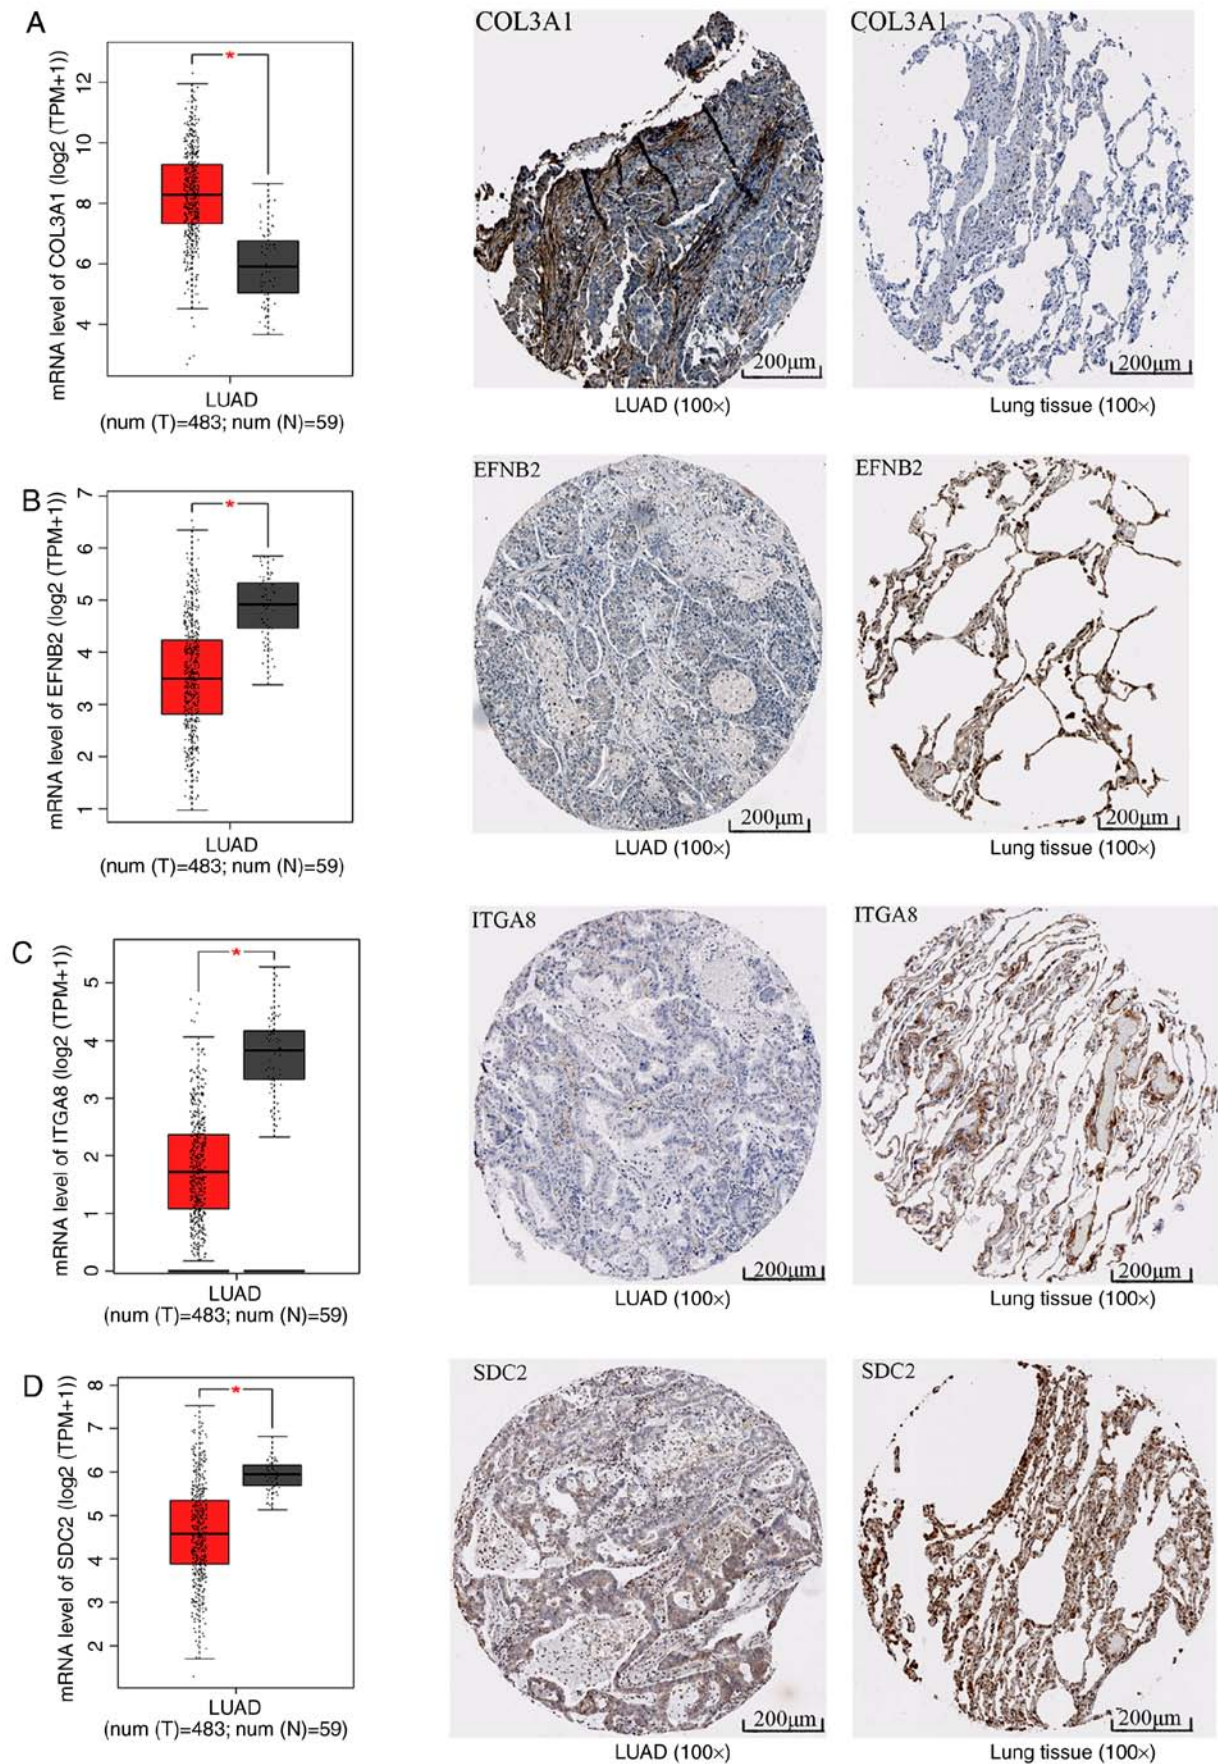 A
mRNA level of COL3A1 (log2 (TPM+1))
12
10
8
6
4
*
LUAD
(num (T)=483; num (N)=59)
COL3A1
200μm
LUAD (100×)
COL3A1
200μm
Lung tissue (100×)
B
mRNA level of EFNB2 (log2 (TPM+1))
7
6
5
4
3
2
1
*
LUAD
(num (T)=483; num (N)=59)
EFNB2
200μm
LUAD (100×)
EFNB2
200μm
Lung tissue (100×)
C
mRNA level of ITGA8 (log2 (TPM+1))
5
4
3
2
1
0
*
LUAD
(num (T)=483; num (N)=59)
ITGA8
200μm
LUAD (100×)
ITGA8
200μm
Lung tissue (100×)
D
mRNA level of SDC2 (log2 (TPM+1))
8
7
6
5
4
3
2
*
LUAD
(num (T)=483; num (N)=59)
SDC2
200μm
LUAD (100×)
SDC2
200μm
Lung tissue (100×)